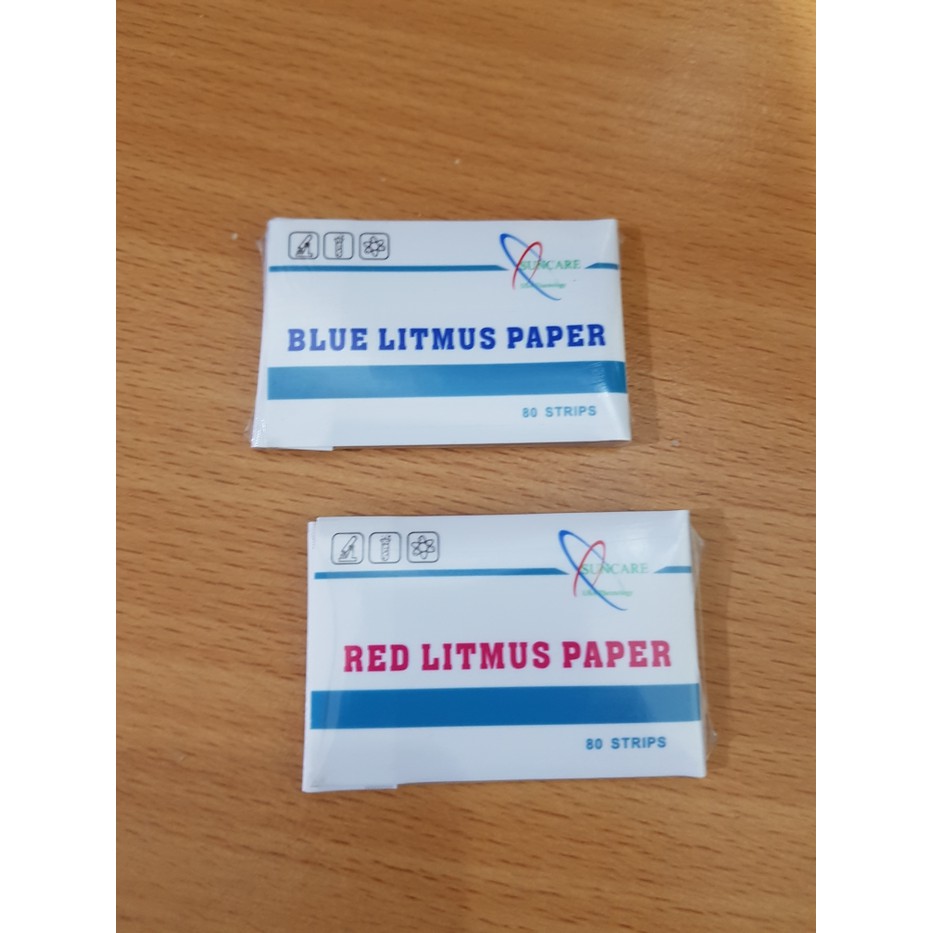 SUNCARE
BLUE LITMUS PAPER
80 STRIPS
SUNCARE
RED LITMUS PAPER
80 STRIPS